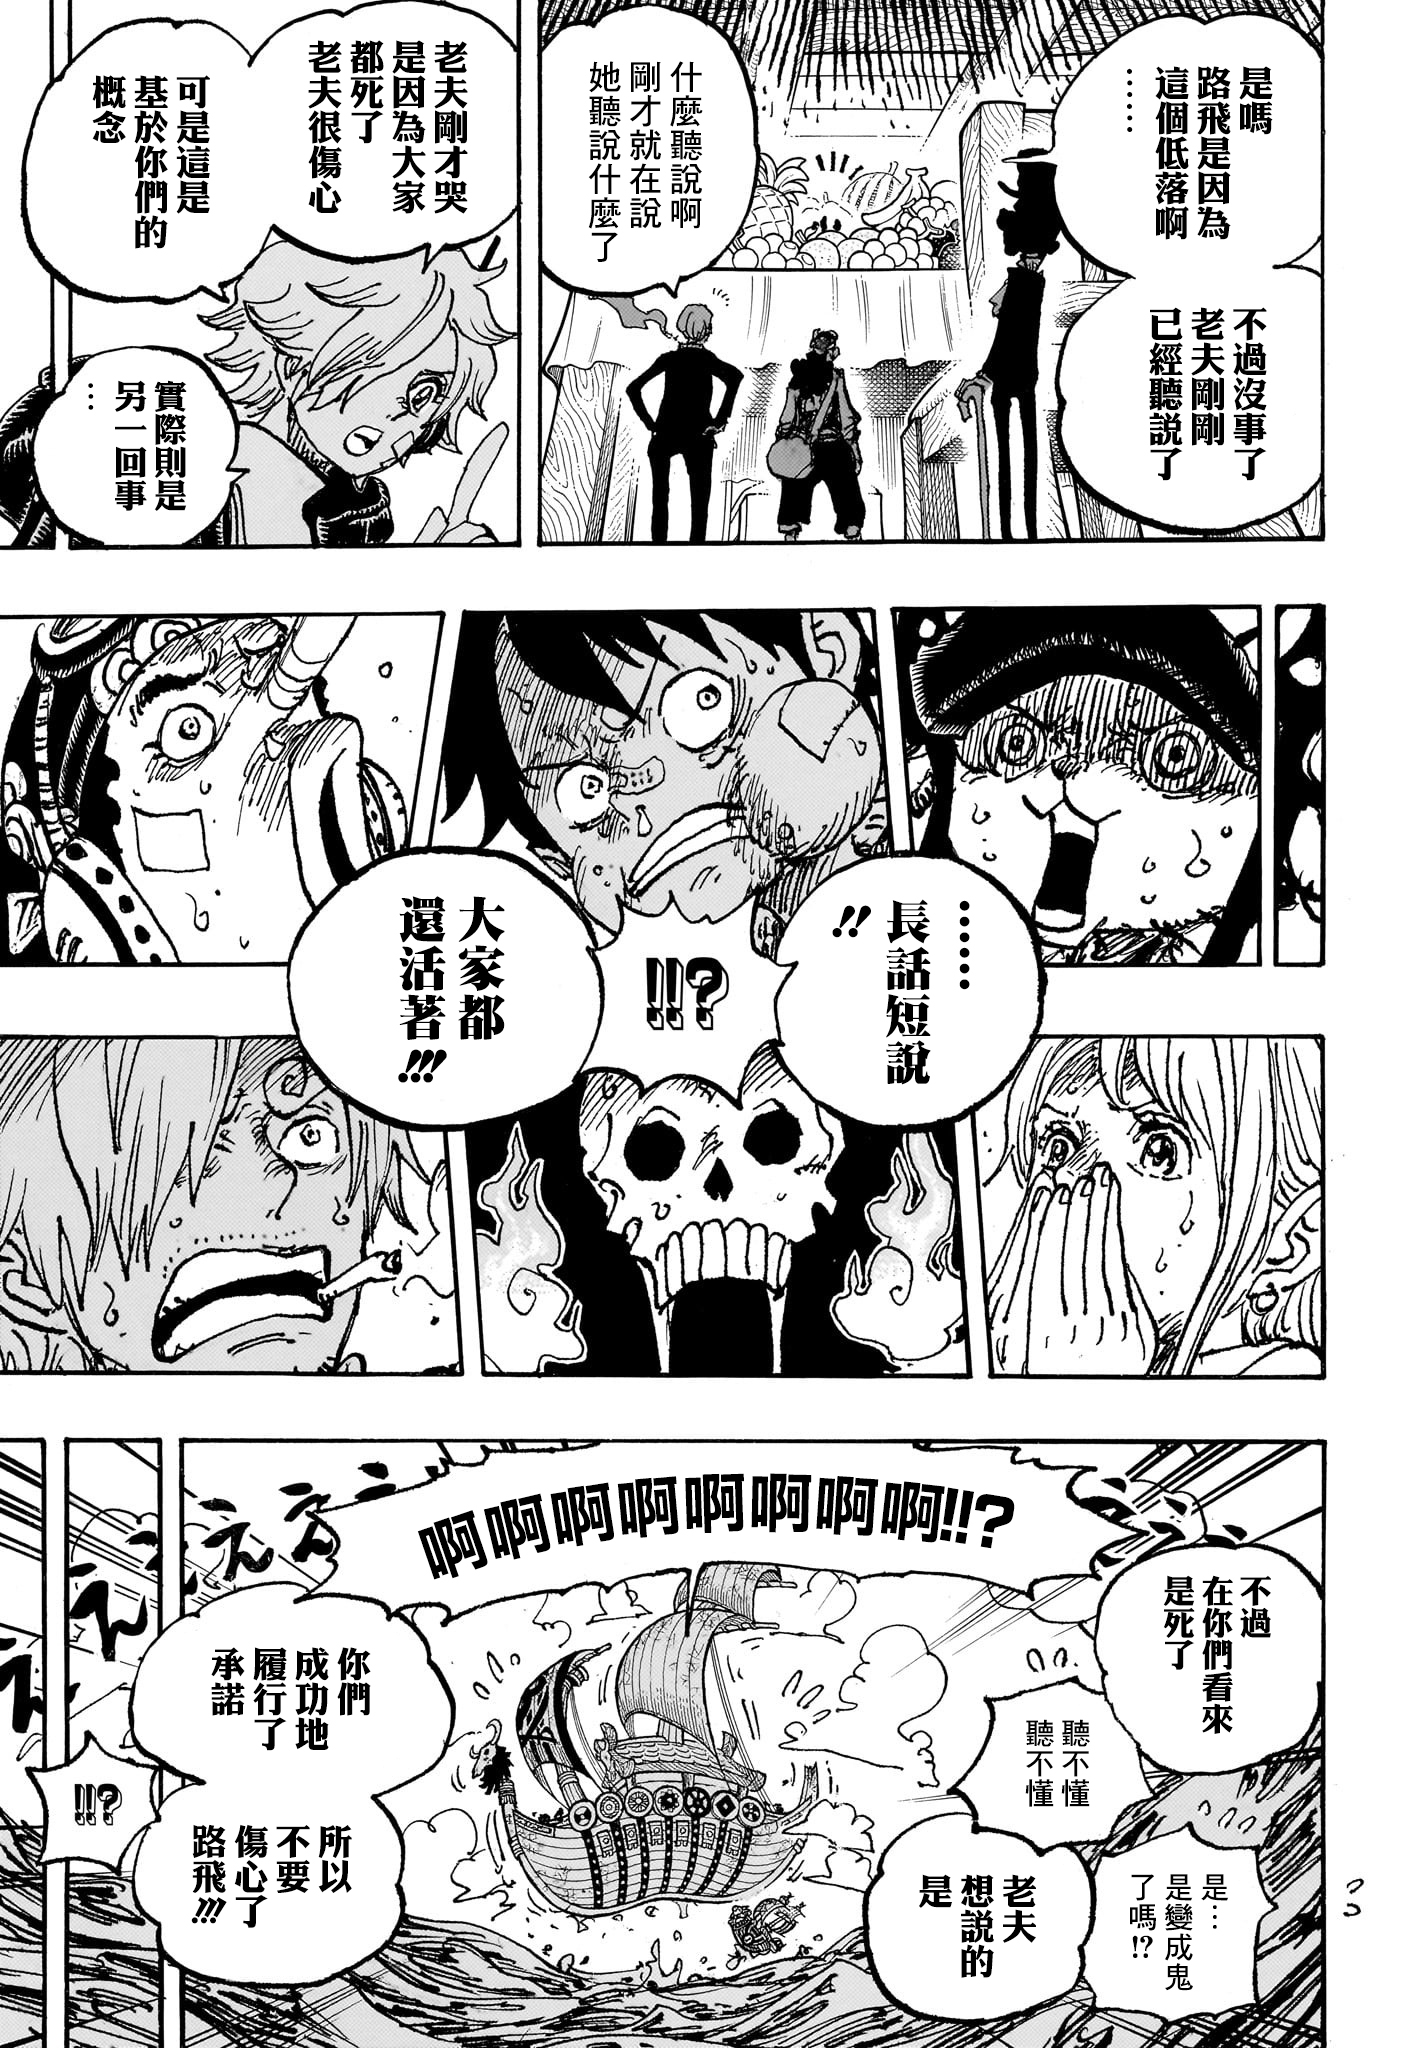 是嗎
路飛是因為
這個低落啊
……
不過沒事了
老夫剛剛
已經聽說了
什麼聽說啊
剛才就在說
她聽說什麼了
老夫剛才哭
是因為大家
都死了
老夫很傷心
可是這是
基於你們的
概念
實際則是
另一回事
…
……
長話短說
!!
!!?
大家都
還活著!!!
啊啊啊啊啊啊啊啊!!?
不過
在你們看來
是死了
聽不懂
聽不懂
是…
是變成鬼
了嗎!?
老夫
想說的
是
你們
成功地
履行了
承諾
所以
不要
傷心了
路飛!!!
!!?
ええええ